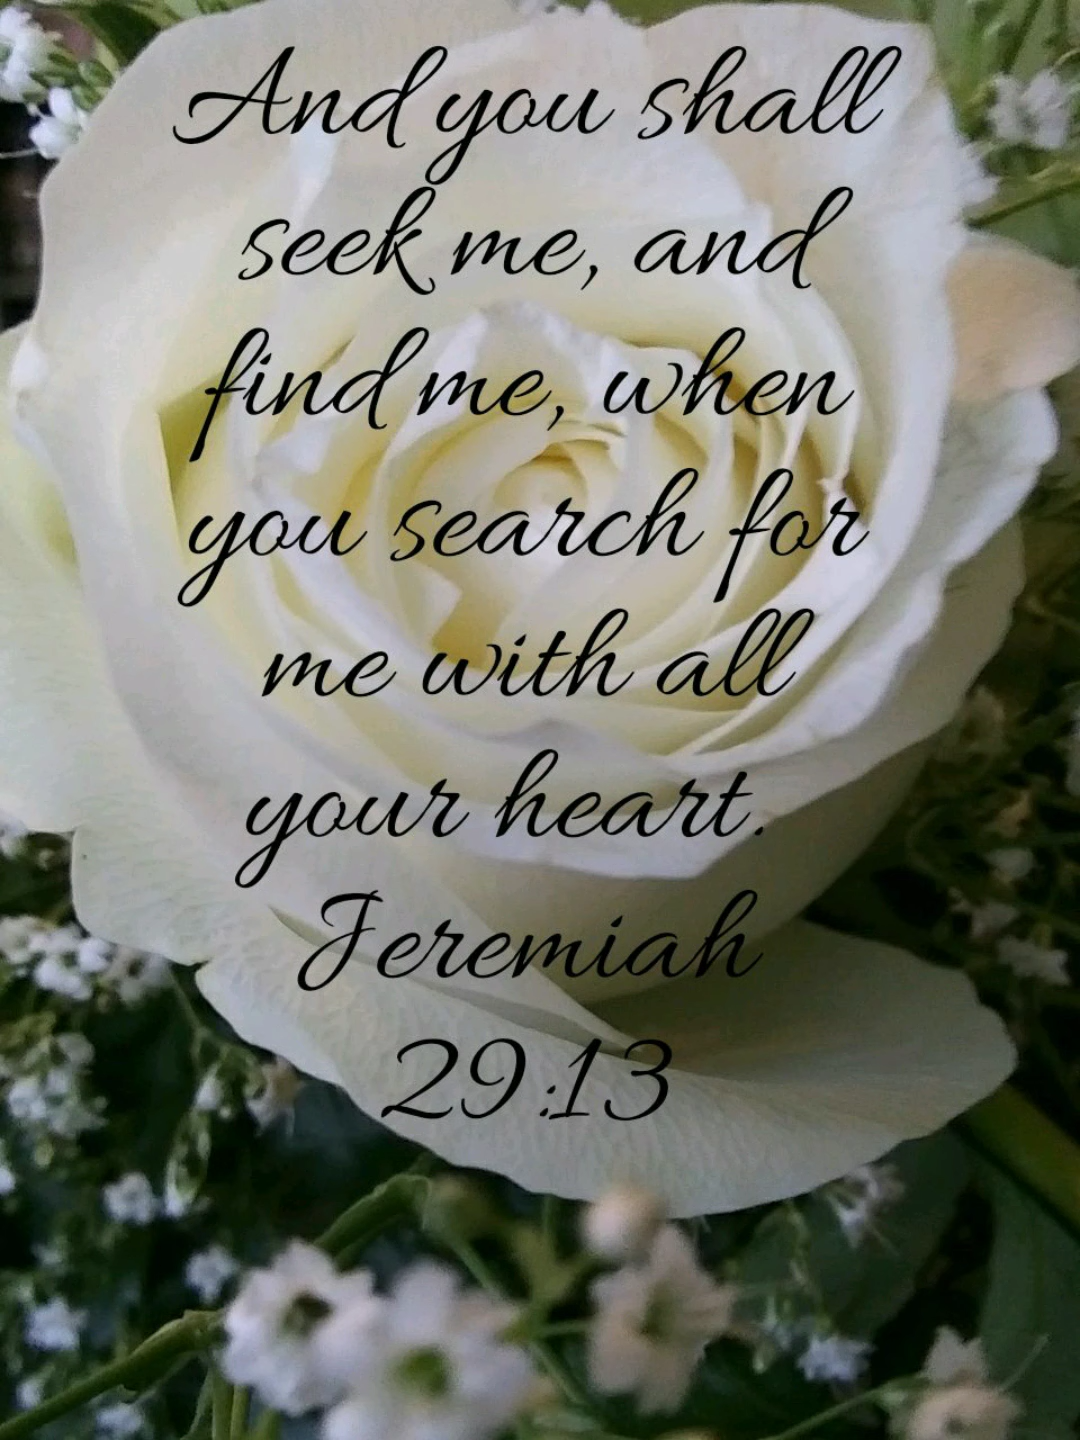 And you shall
seek me, and
find me, when
you search for
me with all
your heart.
Jeremiah
29:13